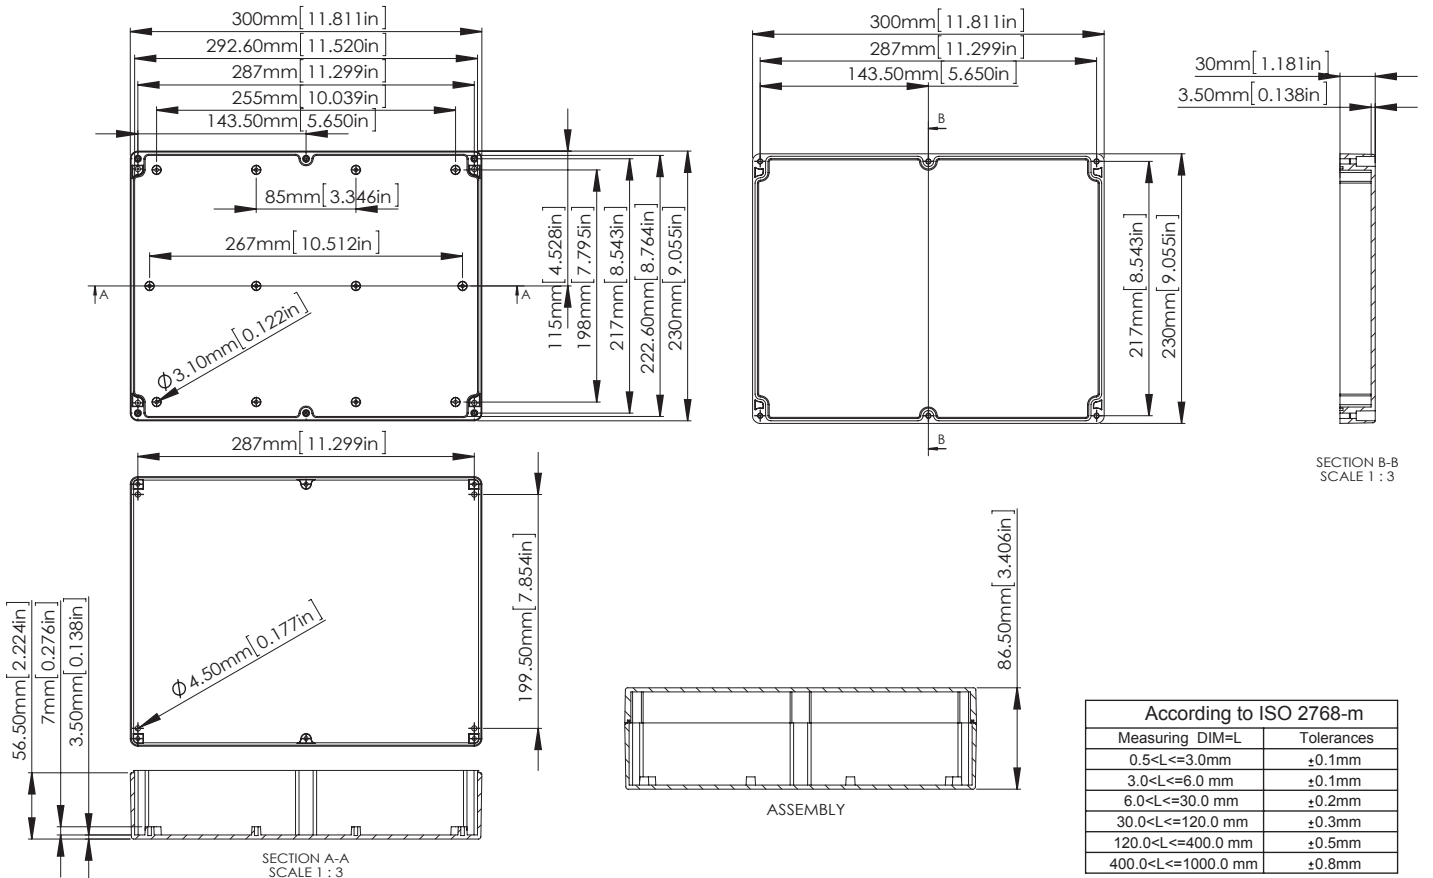 300mm[11.811in]
292.60mm[11.520in]
287mm[11.299in]
255mm[10.039in]
143.50mm[5.650in]
85mm[3.346in]
267mm[10.512in]
A
A
Ø3.10mm[0.122in]
115mm[4.528in]
198mm[7.795in]
217mm[8.543in]
222.60mm[8.764in]
230mm[9.055in]
300mm[11.811in]
287mm[11.299in]
143.50mm[5.650in]
B
B
217mm[8.543in]
230mm[9.055in]
30mm[1.181in]
3.50mm[0.138in]
SECTION B-B
SCALE 1 : 3
287mm[11.299in]
Ø4.50mm[0.177in]
199.50mm[7.854in]
56.50mm[2.224in]
7mm[0.276in]
3.50mm[0.138in]
SECTION A-A
SCALE 1 : 3
86.50mm[3.406in]
ASSEMBLY
According to ISO 2768-m
Measuring DIM=L Tolerances
0.5<L<=3.0mm ±0.1mm
3.0<L<=6.0 mm ±0.1mm
6.0<L<=30.0 mm ±0.2mm
30.0<L<=120.0 mm ±0.3mm
120.0<L<=400.0 mm ±0.5mm
400.0<L<=1000.0 mm ±0.8mm